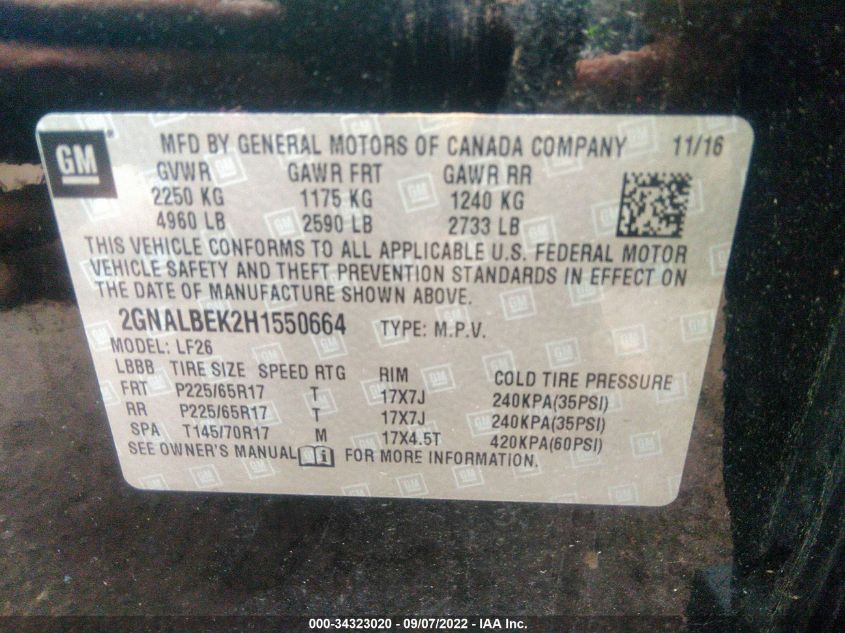 GM MFD BY GENERAL MOTORS OF CANADA COMPANY 11/16
GVWR GAWR FRT GAWR RR
2250 KG 1175 KG 1240 KG
4960 LB 2590 LB 2733 LB
THIS VEHICLE CONFORMS TO ALL APPLICABLE U.S. FEDERAL MOTOR
VEHICLE SAFETY AND THEFT PREVENTION STANDARDS IN EFFECT ON
THE DATE OF MANUFACTURE SHOWN ABOVE.
2GNALBEK2H1550664 TYPE: M.P.V.
MODEL: LF26
LBBB TIRE SIZE SPEED RTG RIM COLD TIRE PRESSURE
FRT P225/65R17 T 17X7J 240KPA(35PSI)
RR P225/65R17 T 17X7J 240KPA(35PSI)
SPA T145/70R17 M 17X4.5T 420KPA(60PSI)
SEE OWNER'S MANUAL FOR MORE INFORMATION.
000-34323020 - 09/07/2022 - IAA Inc.